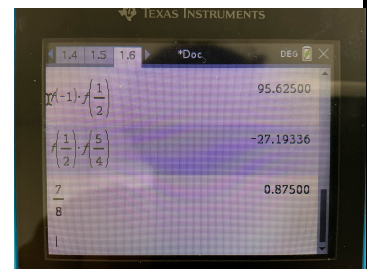 TEXAS INSTRUMENTS
1.4 1.5 1.6 *Doc DEG
f(-1)·f(1/2) 95.62500
f(1/2)·f(5/4) -27.19336
7/8 0.87500